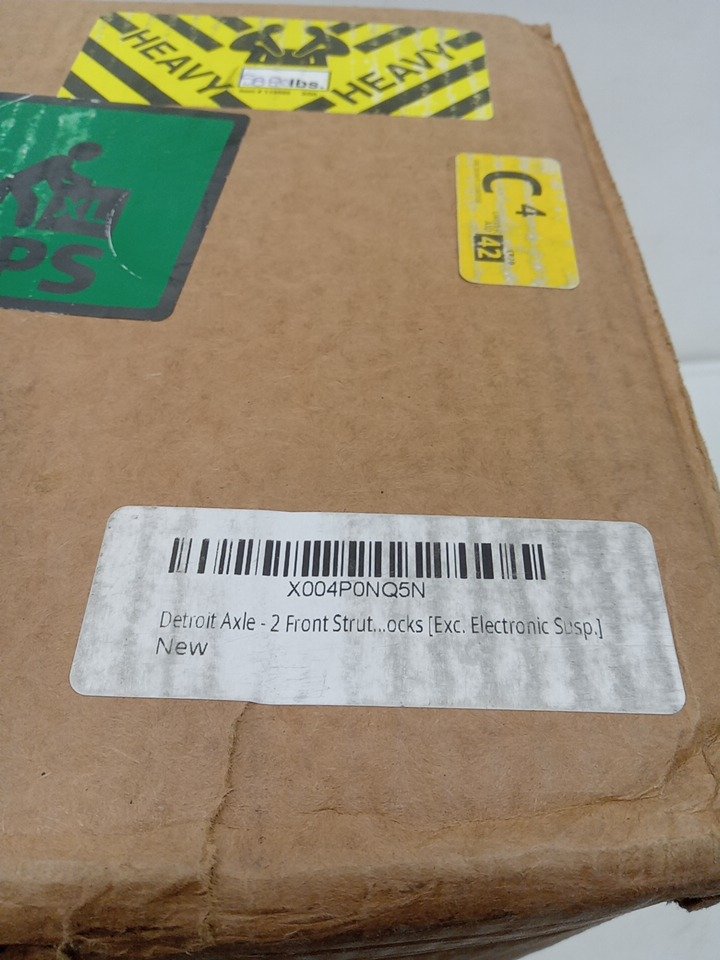 HEAVY
lbs.
HEAVY
XL
PS
C 4
42
X004P0NQ5N
Detroit Axle - 2 Front Strut...ocks [Exc. Electronic Susp.]
New